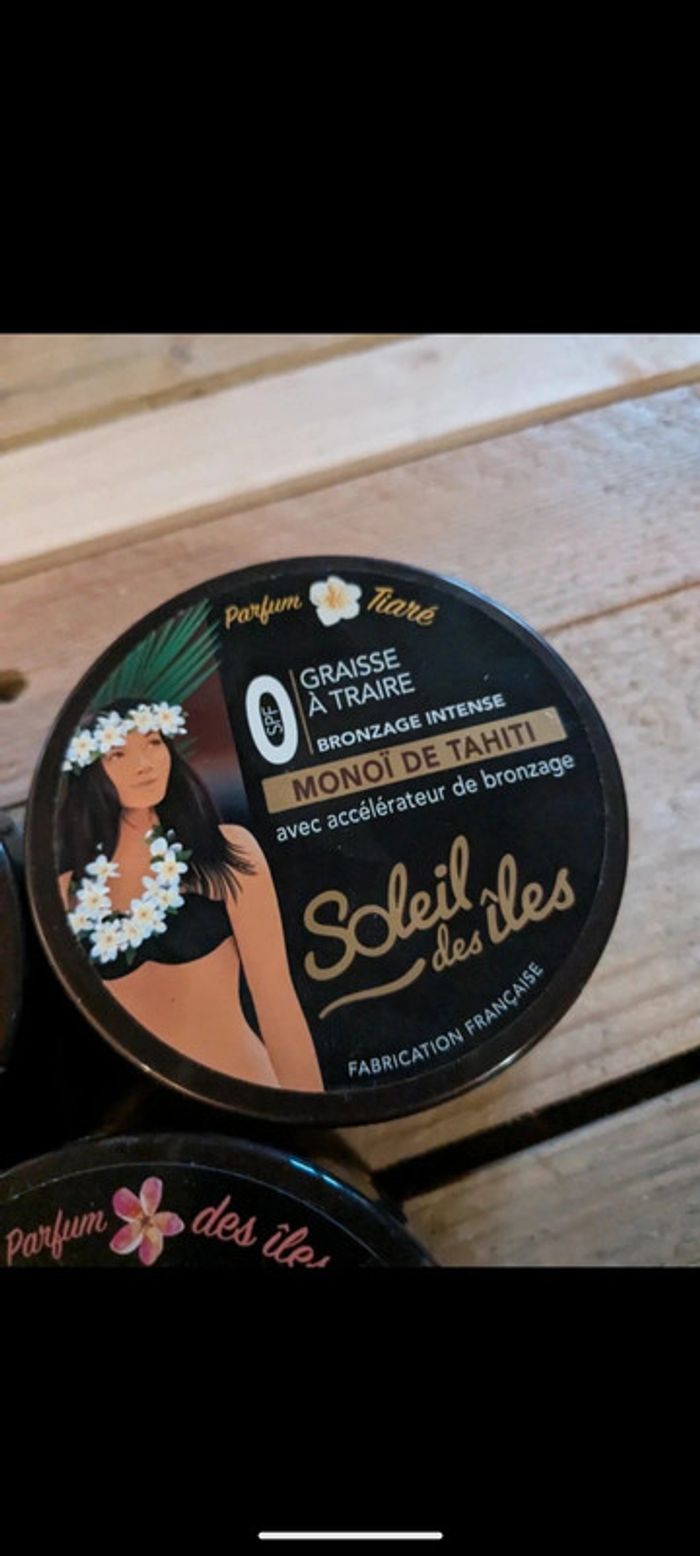 Parfum Tiaré
0 SPF
GRAISSE
À TRAIRE
BRONZAGE INTENSE
MONOÏ DE TAHITI
avec accélérateur de bronzage
Soleil
des îles
FABRICATION FRANÇAISE
Parfum des îles